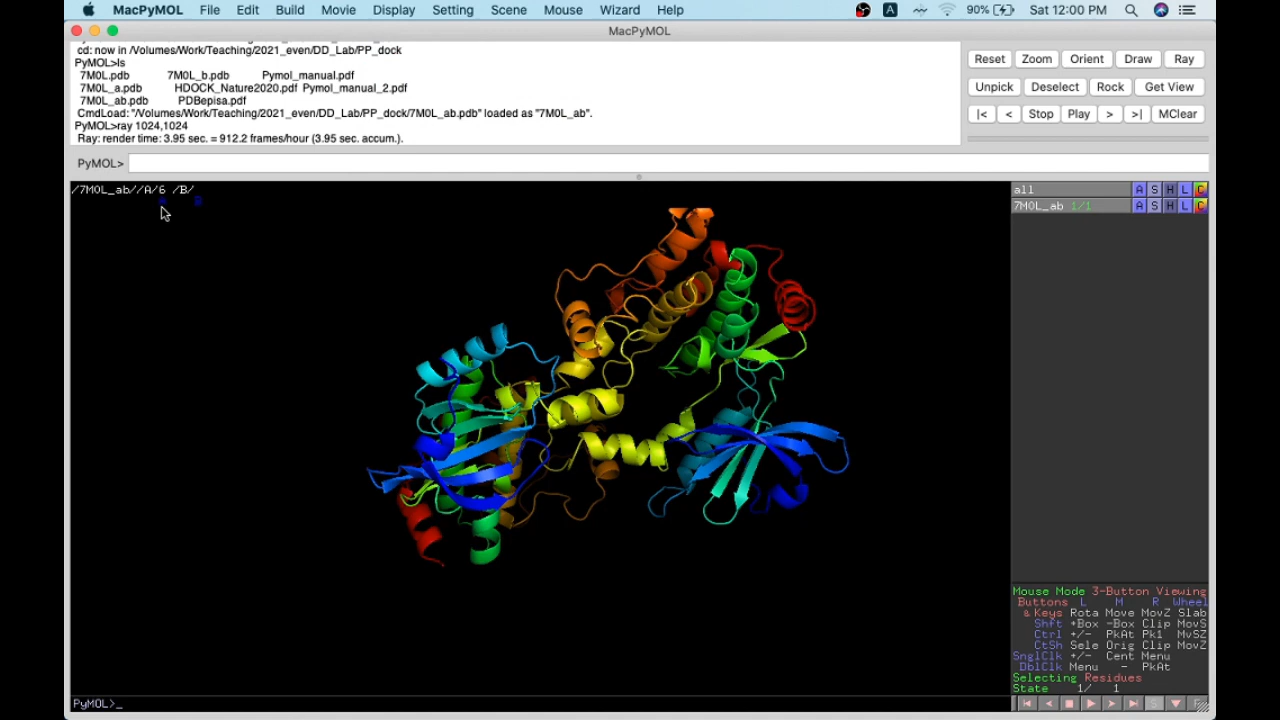 MacPyMOL File Edit Build Movie Display Setting Scene Mouse Wizard Help A 90% Sat 12:00 PM
MacPyMOL
cd: now in /Volumes/Work/Teaching/2021_even/DD_Lab/PP_dock
PyMOL>ls
7M0L.pdb 7M0L_b.pdb Pymol_manual.pdf
7M0L_a.pdb HDOCK_Nature2020.pdf Pymol_manual_2.pdf
7M0L_ab.pdb PDBepisa.pdf
CmdLoad: "/Volumes/Work/Teaching/2021_even/DD_Lab/PP_dock/7M0L_ab.pdb" loaded as "7M0L_ab".
PyMOL>ray 1024,1024
Ray: render time: 3.95 sec. = 912.2 frames/hour (3.95 sec. accum.).
Reset Zoom Orient Draw Ray
Unpick Deselect Rock Get View
|< < Stop Play > >| MClear
PyMOL>
/7M0L_ab//A/6 /B/
all A S H L C
7M0L_ab 1/1 A S H L C
Mouse Mode 3-Button Viewing
Buttons L M R Wheel
& Keys Rota Move MovZ Slab
Shft +Box -Box Clip MovS
Ctrl +/- PkAt Pk1 MvSZ
CtSh Sele Orig Clip MovZ
SnglClk +/- Cent Menu
DblClk Menu - PkAt
Selecting Residues
State 1/ 1
PyMOL>_
S F